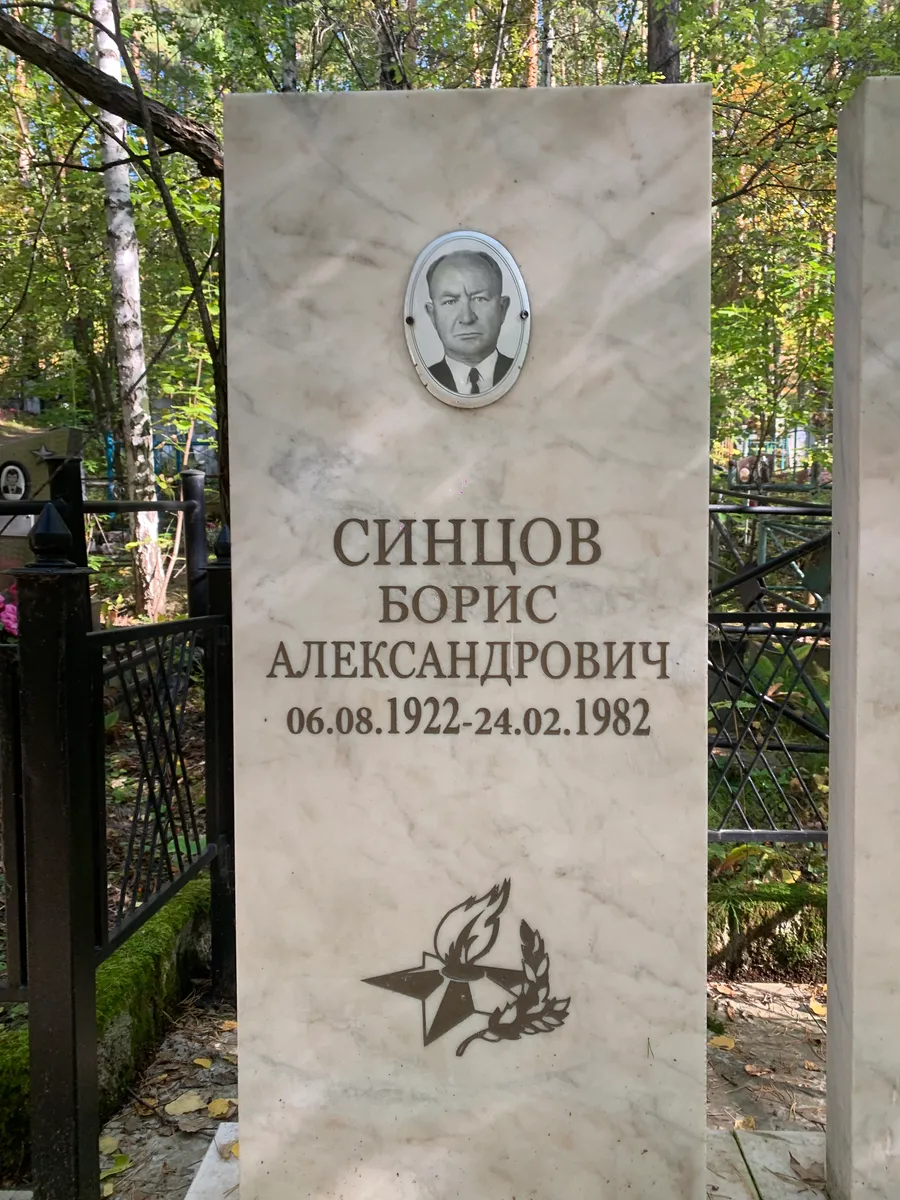 СИНЦОВ
БОРИС
АЛЕКСАНДРОВИЧ
06.08.1922-24.02.1982